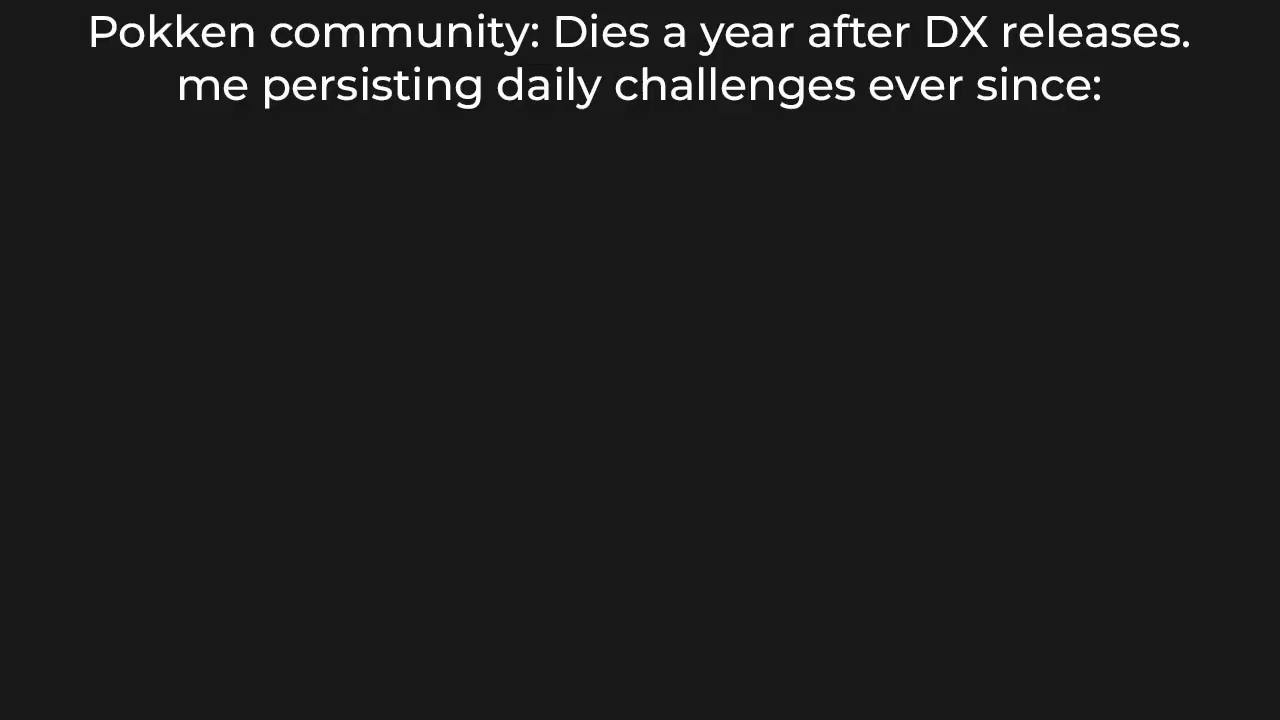 Pokken community: Dies a year after DX releases.
me persisting daily challenges ever since: